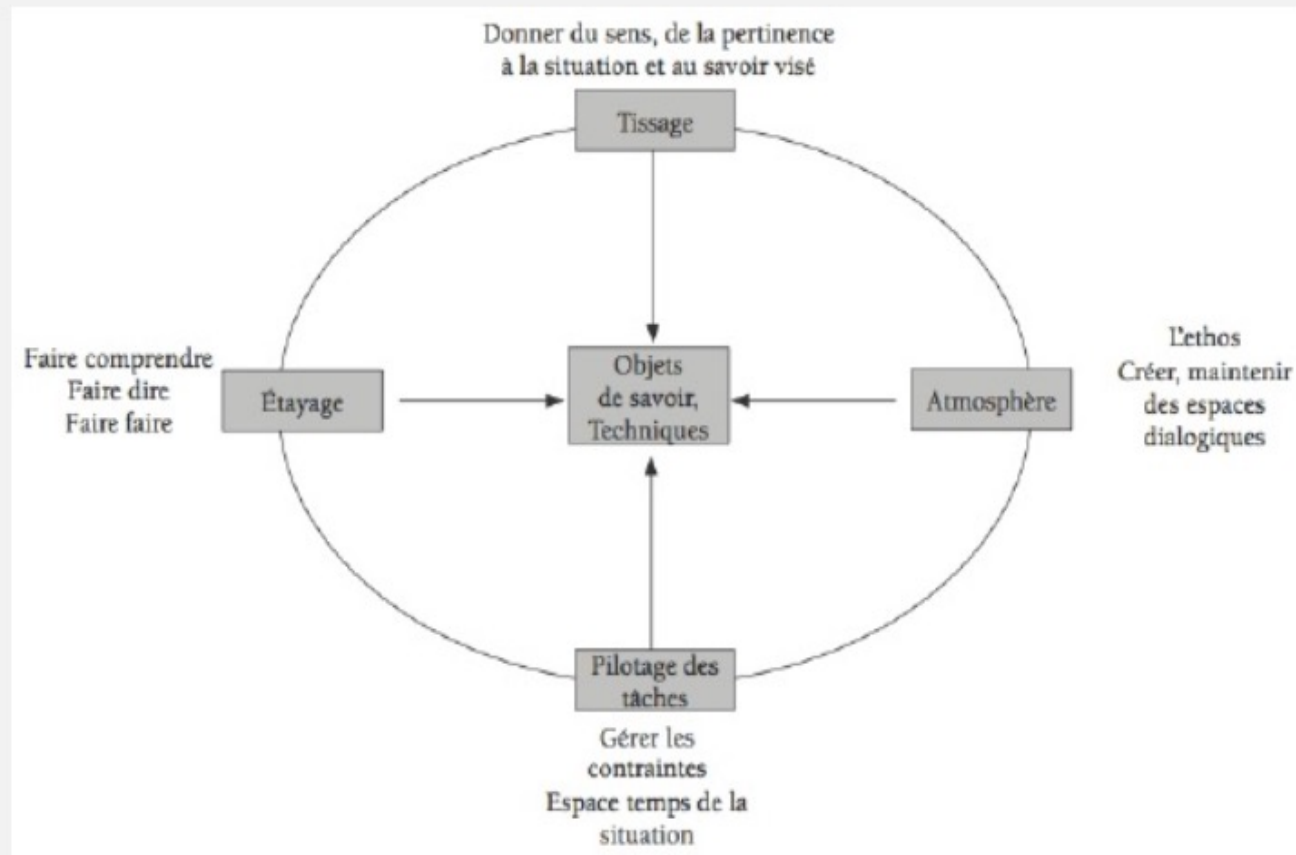 Donner du sens, de la pertinence
à la situation et au savoir visé
Tissage
Faire comprendre
Faire dire
Faire faire
Étayage
Objets
de savoir,
Techniques
Atmosphère
L'ethos
Créer, maintenir
des espaces
dialogiques
Pilotage des
tâches
Gérer les
contraintes
Espace temps de la
situation